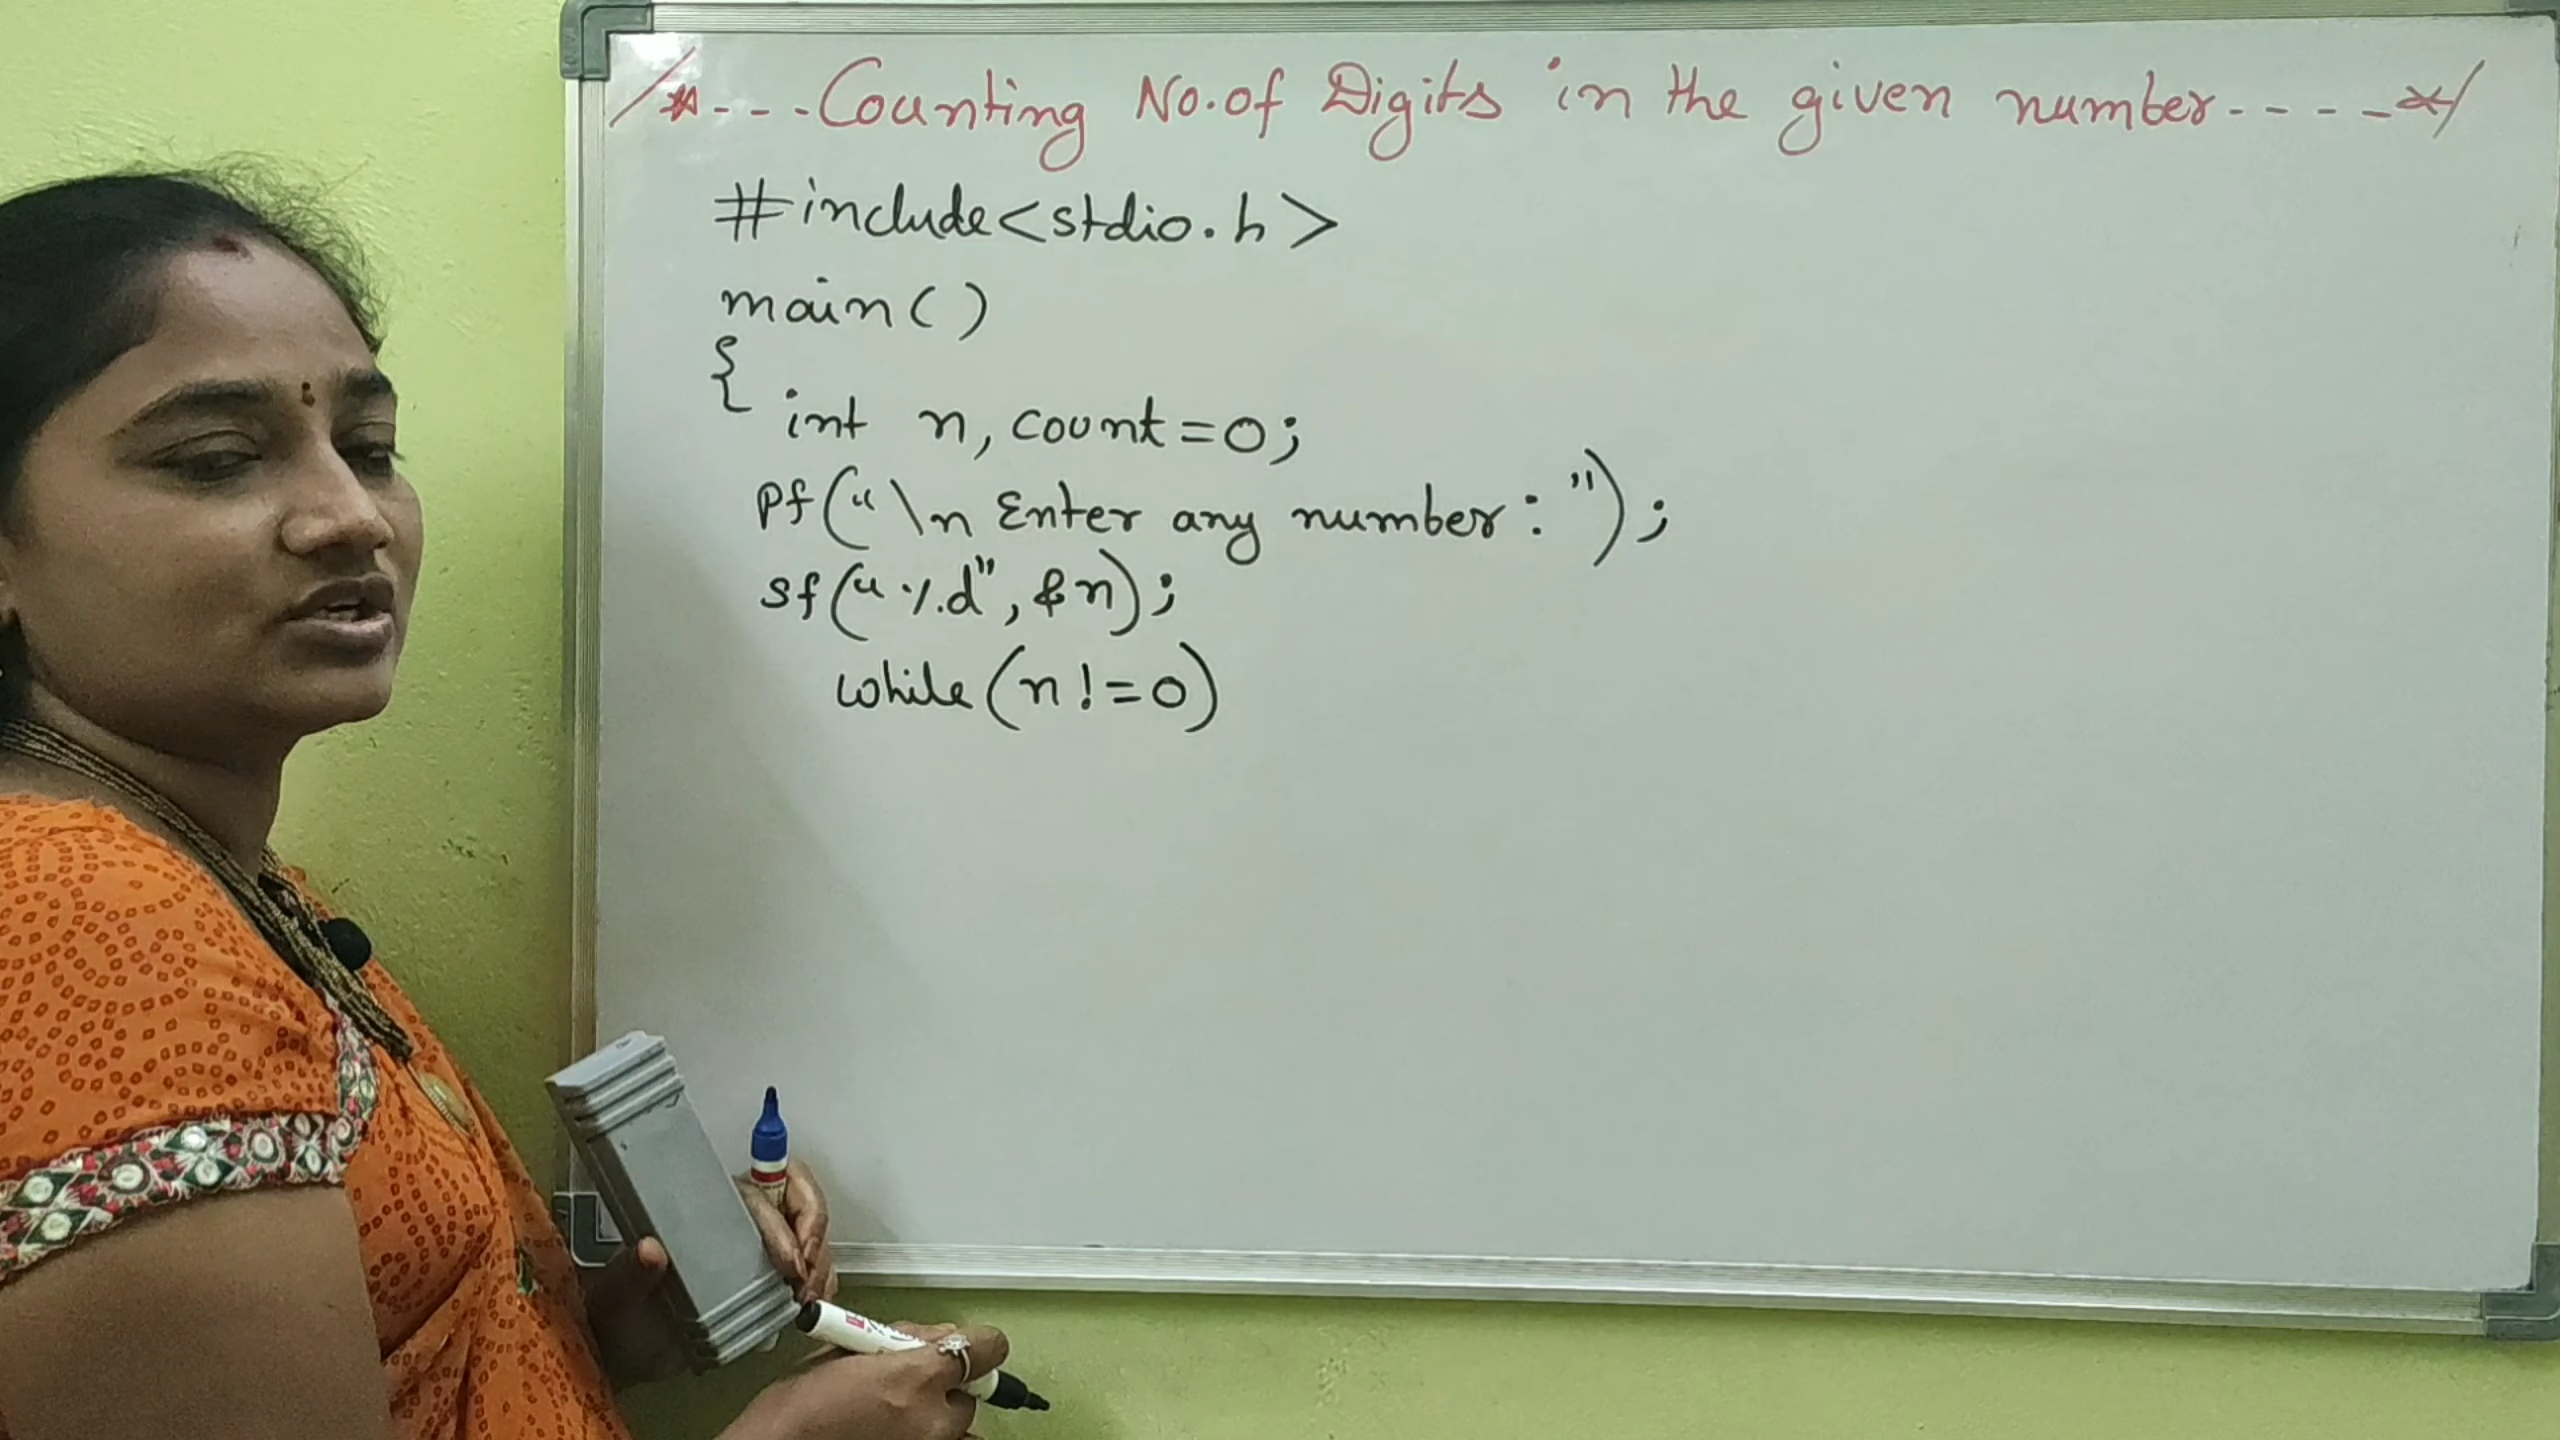 /*---Counting No.of Digits in the given number----*/
#include<stdio.h>
main()
{
int n, count=0;
pf("\n Enter any number: ");
sf("%d", &n);
while(n!=0)